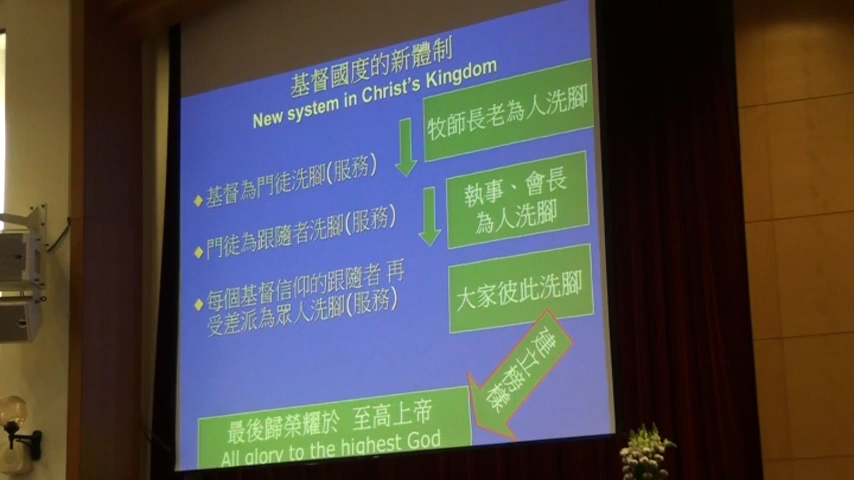 基督國度的新體制
New system in Christ's Kingdom
牧師長老為人洗腳
基督為門徒洗腳(服務)
執事、會長
為人洗腳
門徒為跟隨者洗腳(服務)
每個基督信仰的跟隨者 再
受差派為眾人洗腳(服務)
大家彼此洗腳
建立榜樣
最後歸榮耀於 至高上帝
All glory to the highest God